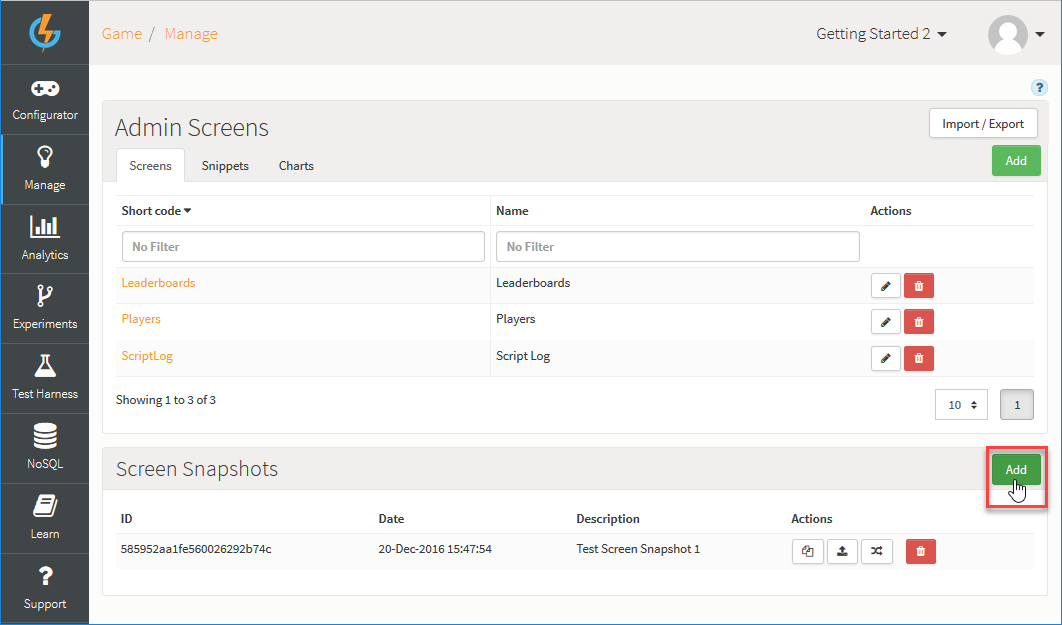 Game / Manage
Getting Started 2
Configurator
Manage
Analytics
Experiments
Test Harness
NoSQL
Learn
Support
?
Admin Screens
Import / Export
Screens Snippets Charts
Add
Short code Name Actions
No Filter No Filter
Leaderboards Leaderboards
Players Players
ScriptLog Script Log
Showing 1 to 3 of 3
10 1
Screen Snapshots
Add
ID Date Description Actions
585952aa1fe560026292b74c 20-Dec-2016 15:47:54 Test Screen Snapshot 1